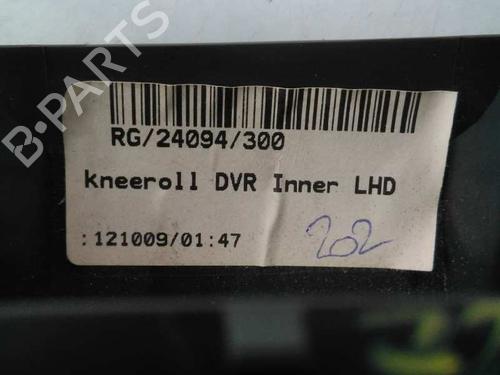 B-PARTS
RG/24094/300
kneeroll DVR Inner LHD
:121009/01:47
202